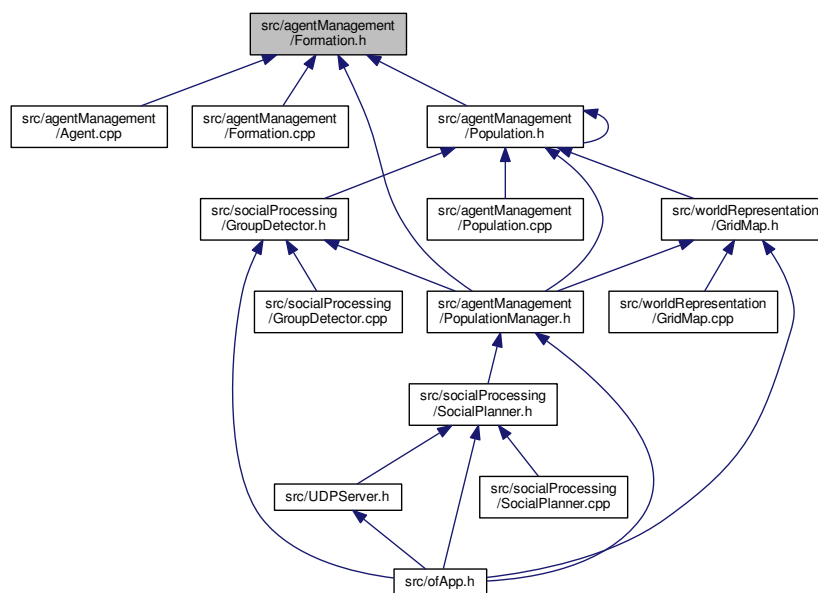 src/agentManagement
/Formation.h
src/agentManagement
/Agent.cpp
src/agentManagement
/Formation.cpp
src/agentManagement
/Population.h
src/socialProcessing
/GroupDetector.h
src/agentManagement
/Population.cpp
src/worldRepresentation
/GridMap.h
src/socialProcessing
/GroupDetector.cpp
src/agentManagement
/PopulationManager.h
src/worldRepresentation
/GridMap.cpp
src/socialProcessing
/SocialPlanner.h
src/UDPServer.h
src/socialProcessing
/SocialPlanner.cpp
src/ofApp.h